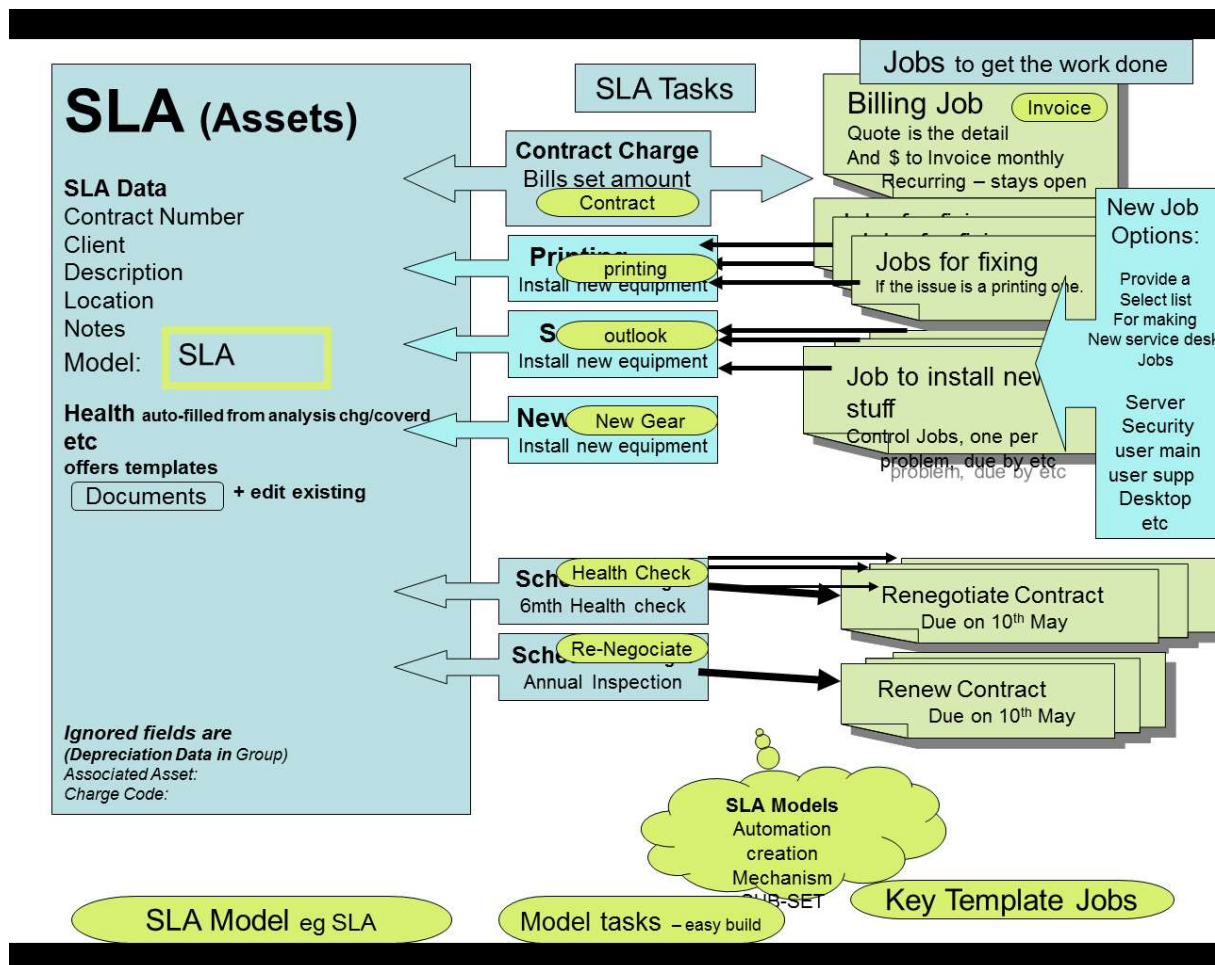 SLA (Assets)
SLA Data
Contract Number
Client
Description
Location
Notes
Model:
SLA
Health auto-filled from analysis chg/coverd
etc
offers templates
Documents
+ edit existing
Ignored fields are
(Depreciation Data in Group)
Associated Asset:
Charge Code:
SLA Tasks
Contract Charge
Bills set amount
Contract
printing
Install new equipment
outlook
Install new equipment
New
New Gear
Install new equipment
Health Check
6mth Health check
Re-Negociate
Annual Inspection
Jobs to get the work done
Billing Job
Invoice
Quote is the detail
And $ to Invoice monthly
Recurring – stays open
Jobs for fixing
If the issue is a printing one.
Job to install new
stuff
Control Jobs, one per
problem, due by etc
problem, due by etc
New Job
Options:
Provide a
Select list
For making
New service desk
Jobs
Server
Security
user main
user supp
Desktop
etc
Renegotiate Contract
Due on 10th May
Renew Contract
Due on 10th May
SLA Models
Automation
creation
Mechanism
SUB-SET
SLA Model eg SLA
Model tasks – easy build
Key Template Jobs